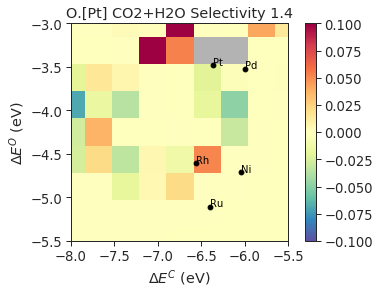 O.[Pt] CO2+H2O Selectivity 1.4
−3.0
−3.5
−4.0
−4.5
−5.0
−5.5
ΔE^O (eV)
Pt
Pd
Rh
Ni
Ru
−8.0 −7.5 −7.0 −6.5 −6.0 −5.5
ΔE^C (eV)
0.100
0.075
0.050
0.025
0.000
−0.025
−0.050
−0.075
−0.100